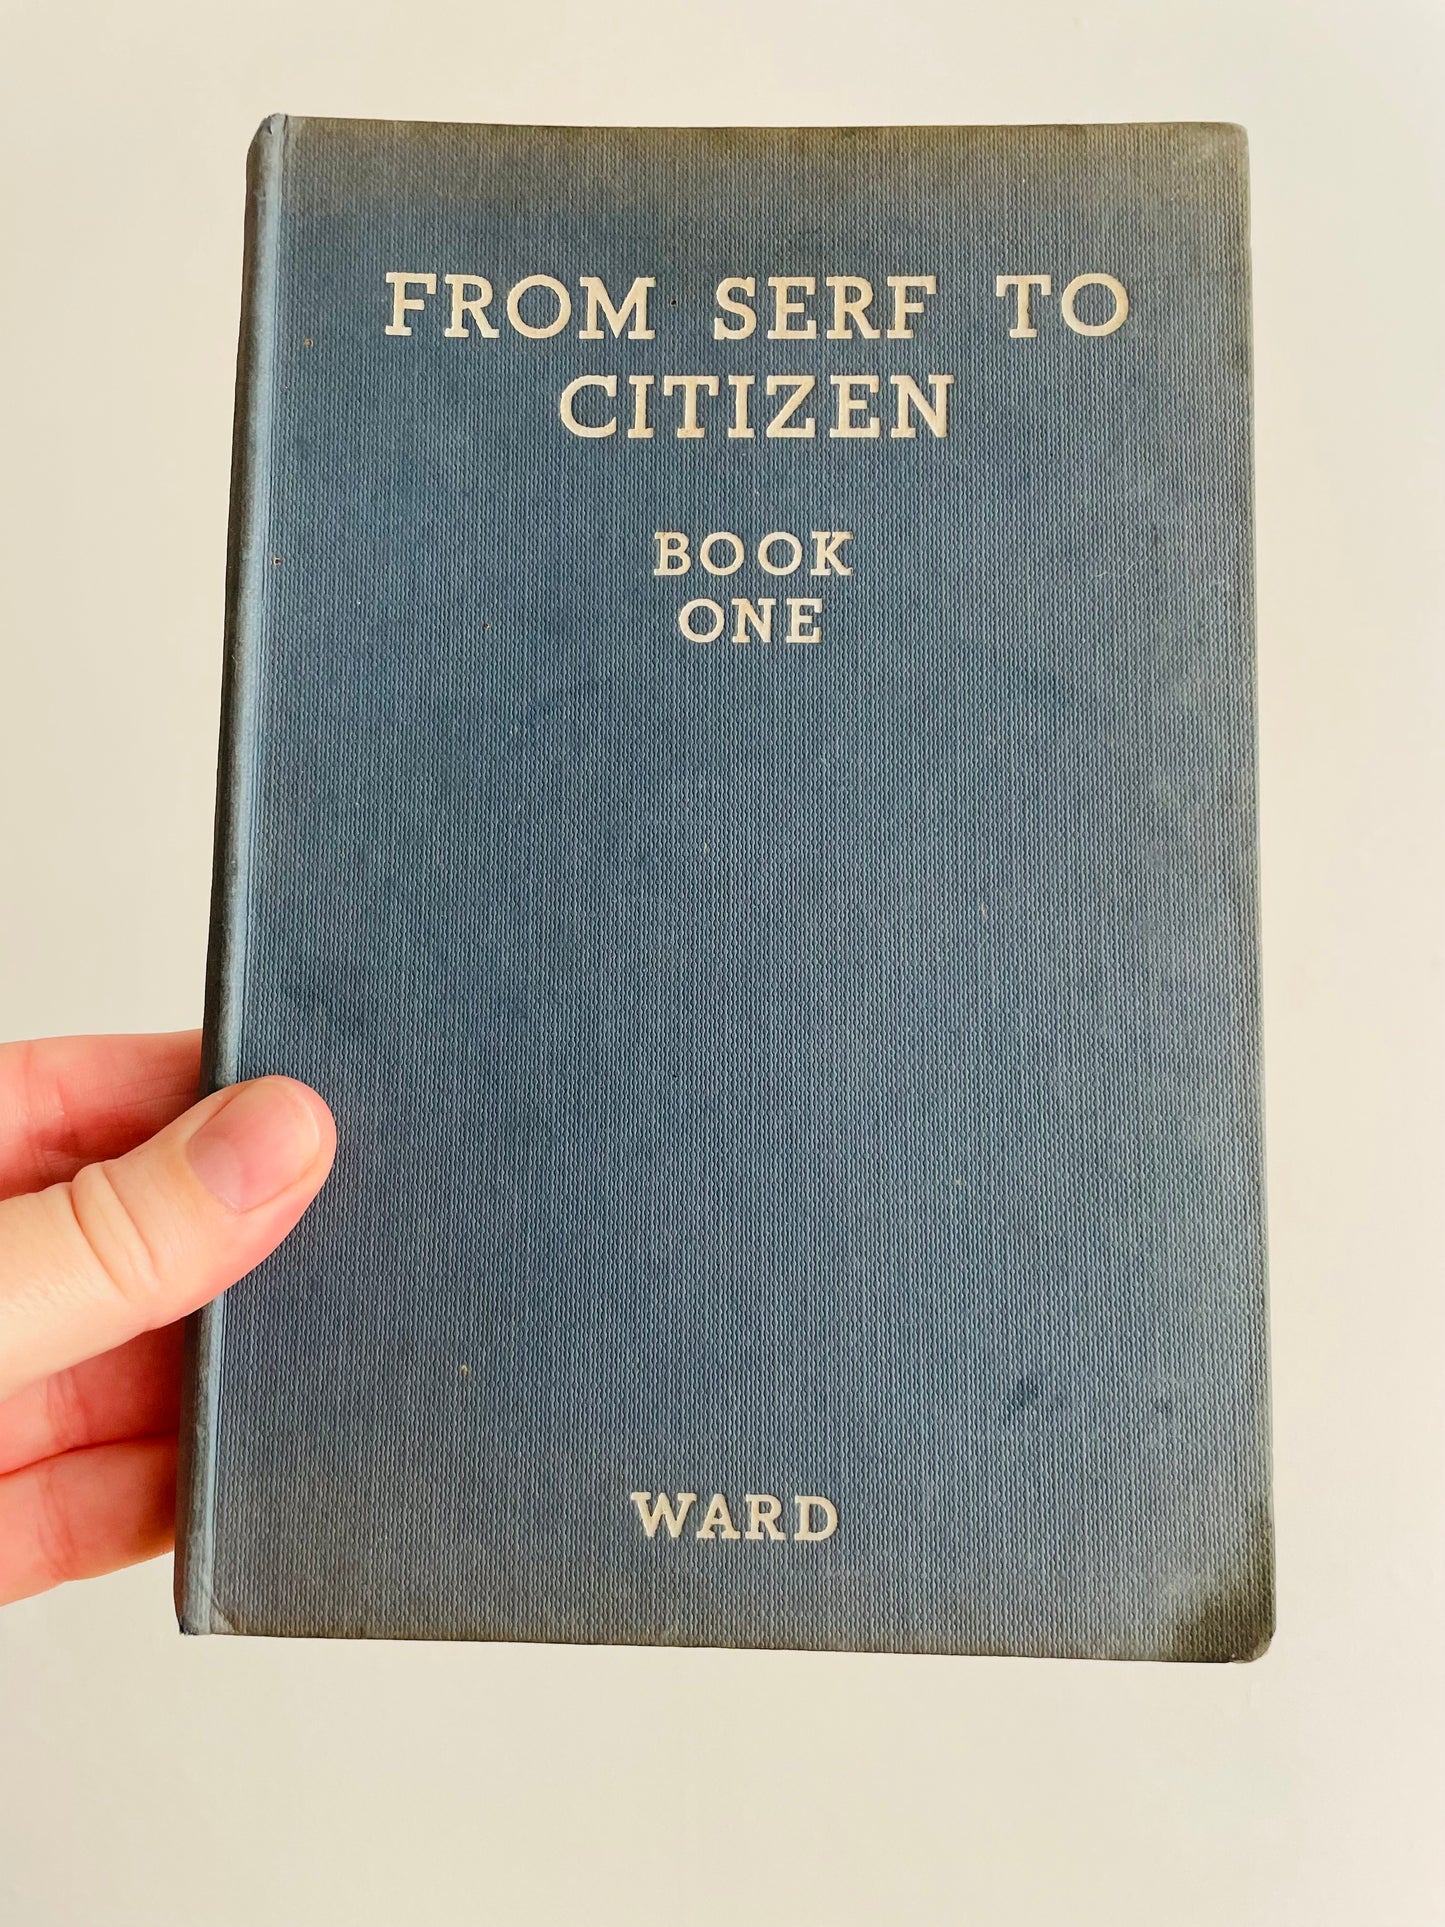 FROM SERF TO
CITIZEN
BOOK
ONE
WARD